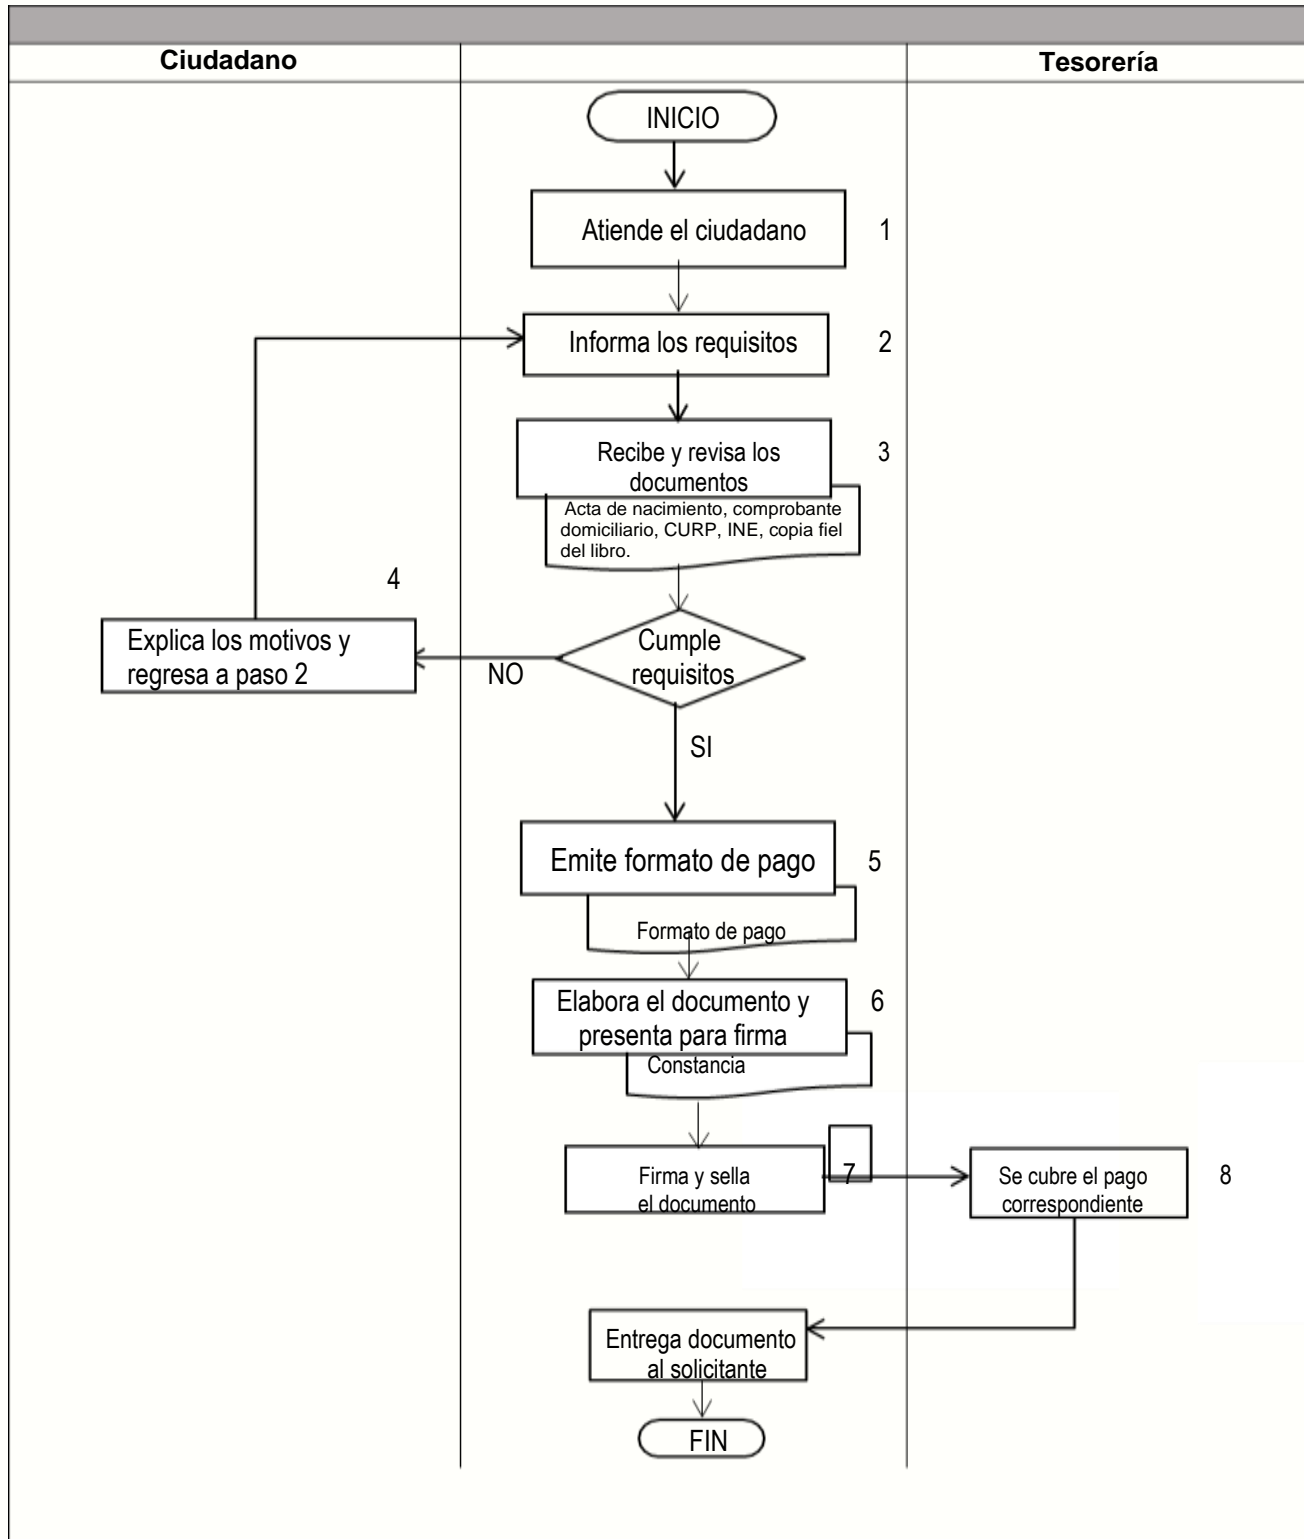 Ciudadano
Tesorería
INICIO
Atiende el ciudadano
1
Informa los requisitos
2
Recibe y revisa los
documentos
3
Acta de nacimiento, comprobante
domiciliario, CURP, INE, copia fiel
del libro.
4
Explica los motivos y
regresa a paso 2
NO
Cumple
requisitos
SI
Emite formato de pago
5
Formato de pago
Elabora el documento y
presenta para firma
6
Constancia
Firma y sella
el documento
7
Se cubre el pago
correspondiente
8
Entrega documento
al solicitante
FIN